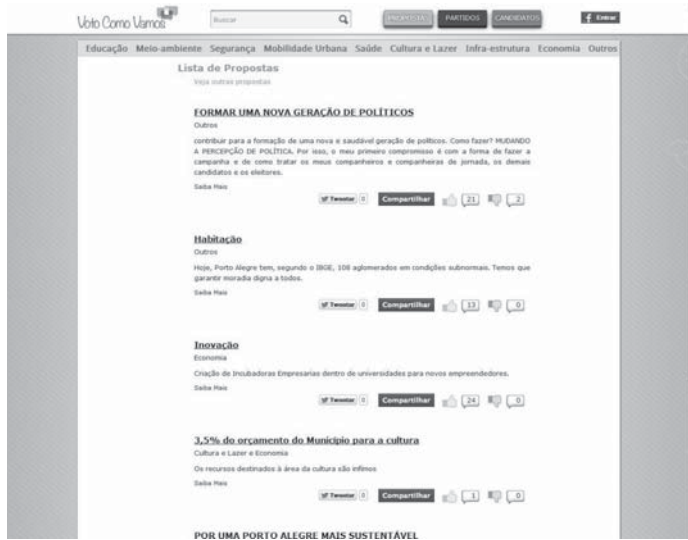 Voto Como Vamos
Buscar
PROPOSTAS PARTIDOS CANDIDATOS
Entrar
Educação Meio-ambiente Segurança Mobilidade Urbana Saúde Cultura e Lazer Infra-estrutura Economia Outros
Lista de Propostas
Veja outras propostas
FORMAR UMA NOVA GERAÇÃO DE POLÍTICOS
Outros
contribuir para a formação de uma nova e saudável geração de políticos. Como fazer? MUDANDO
A PERCEPÇÃO DE POLÍTICA. Por isso, o meu primeiro compromisso é com a forma de fazer a
campanha e de como tratar os meus companheiros e companheiras de jornada, os demais
candidatos e os eleitores.
Saiba Mais
Tweetar 0 Compartilhar 21 2
Habitação
Outros
Hoje, Porto Alegre tem, segundo o IBGE, 108 aglomerados em condições subnormais. Temos que
garantir moradia digna a todos.
Saiba Mais
Tweetar 0 Compartilhar 13 0
Inovação
Economia
Criação de Incubadoras Empresarias dentro de universidades para novos empreendedores.
Saiba Mais
Tweetar 0 Compartilhar 24 0
3,5% do orçamento do Município para a cultura
Cultura e Lazer e Economia
Os recursos destinados à área da cultura são ínfimos
Saiba Mais
Tweetar 0 Compartilhar 1 0
POR UMA PORTO ALEGRE MAIS SUSTENTÁVEL